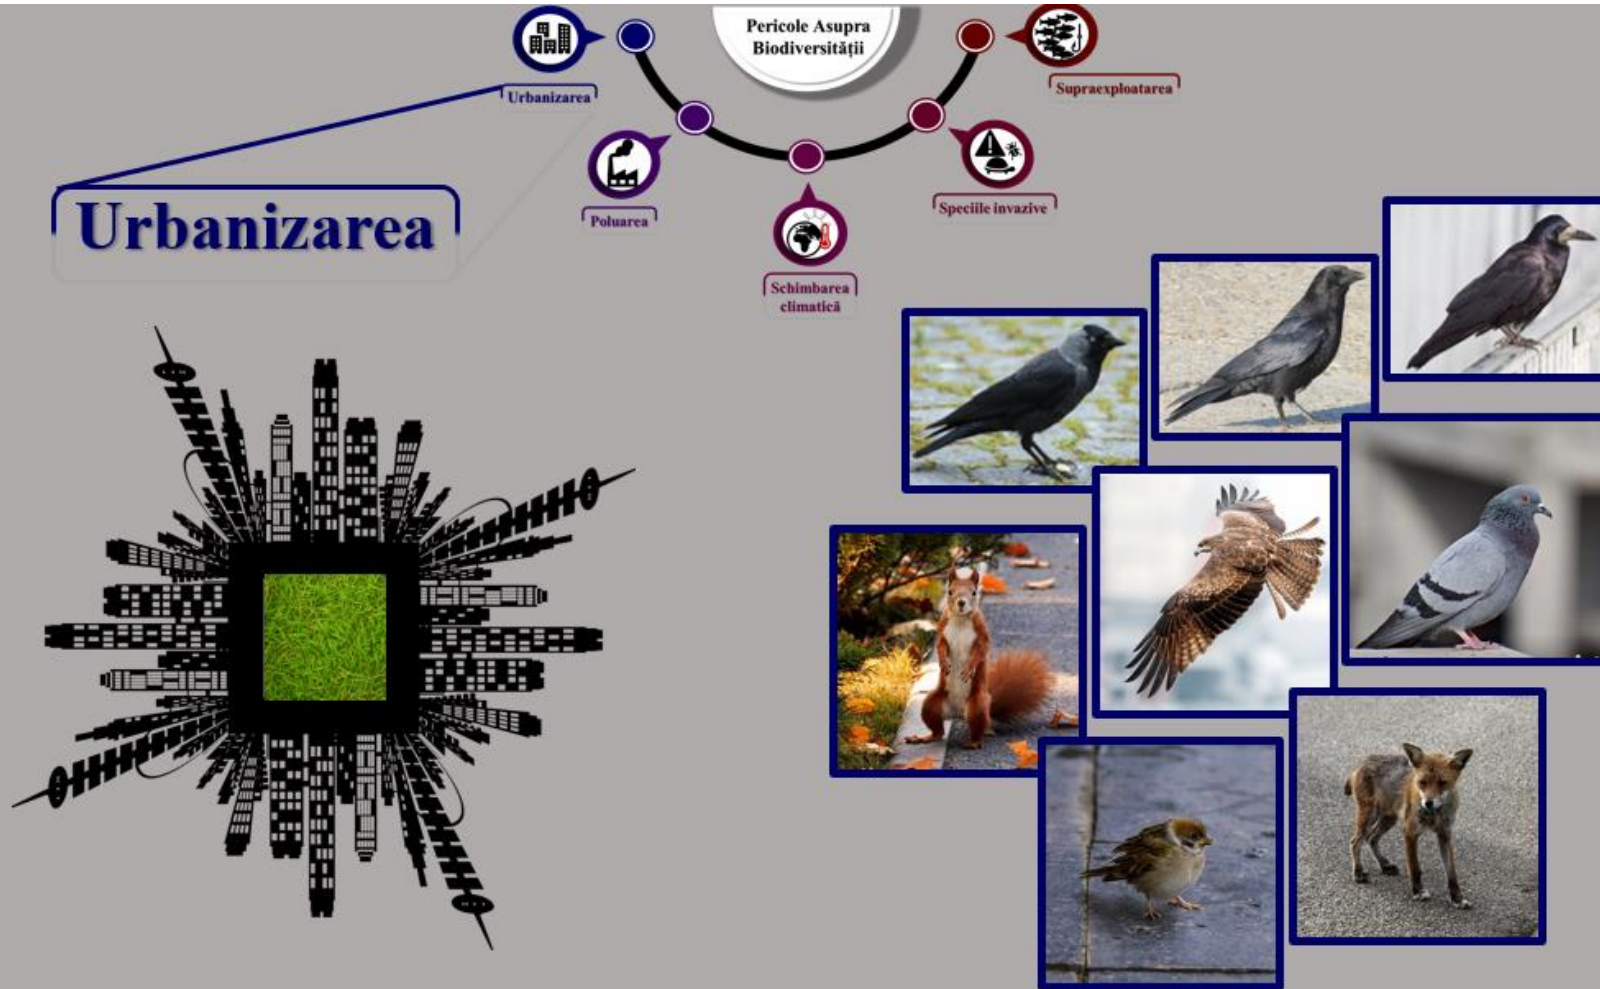 Pericole Asupra
Biodiversității
Urbanizarea
Poluarea
Schimbarea
climatică
Speciile invazive
Supraexploatarea
Urbanizarea